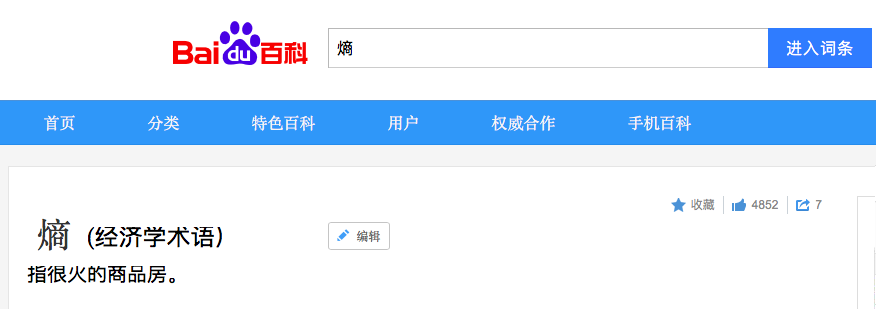 Bai du 百科
熵
进入词条
首页 分类 特色百科 用户 权威合作 手机百科
收藏 4852 7
熵 (经济学术语)
编辑
指很火的商品房。